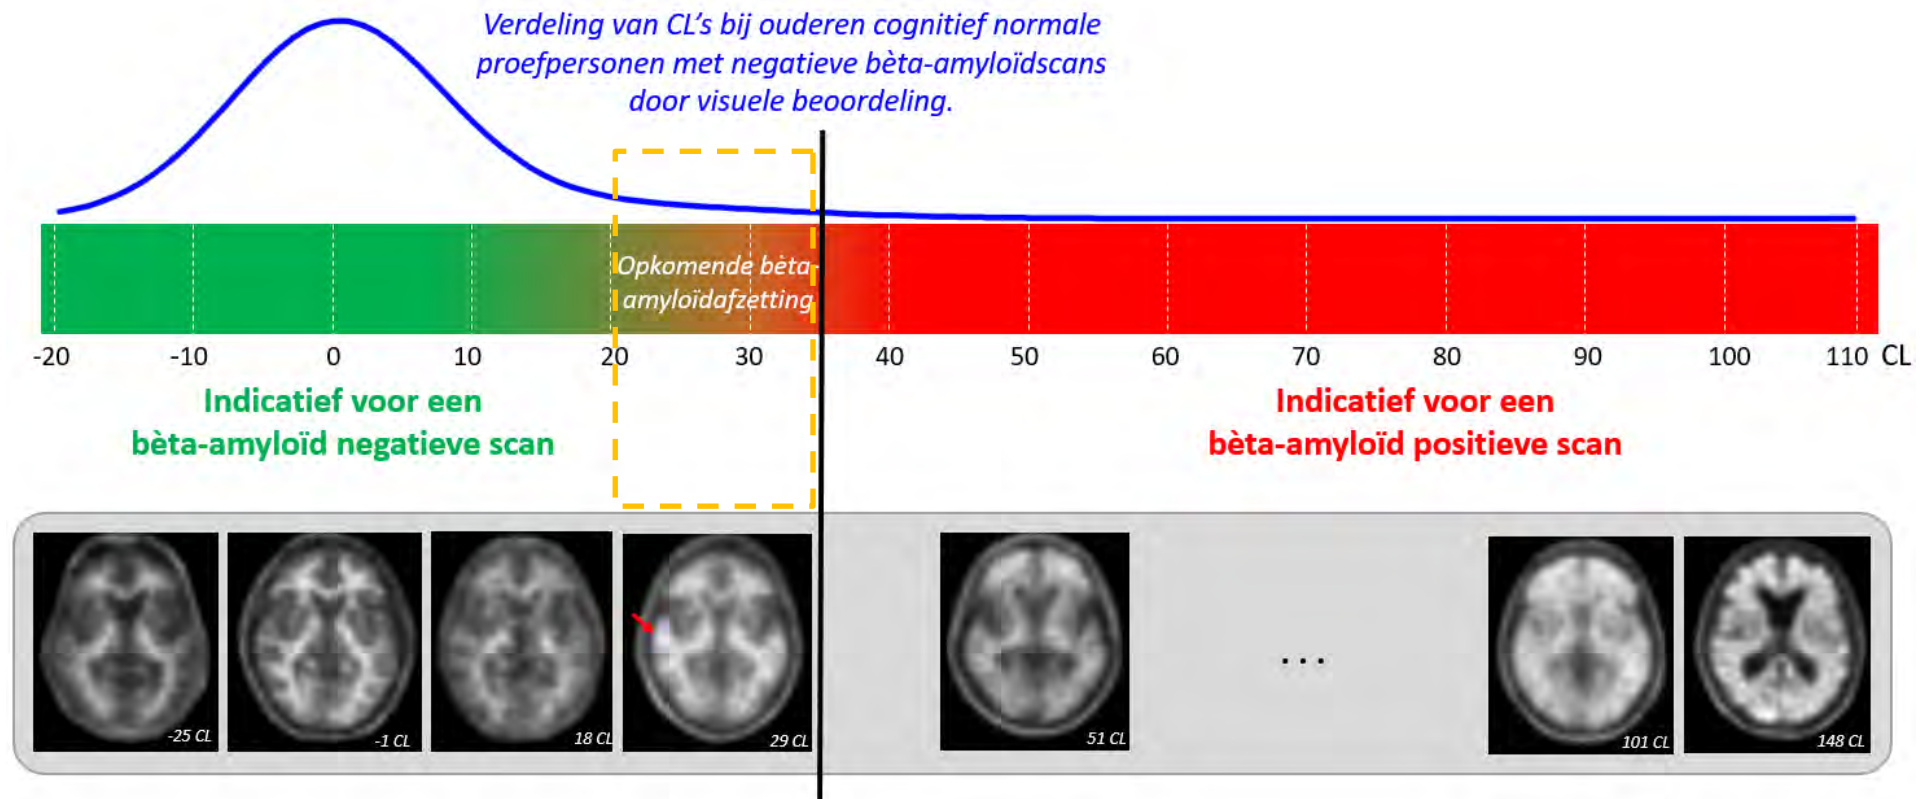 Verdeling van CL's bij ouderen cognitief normale
proefpersonen met negatieve bèta-amyloïdscans
door visuele beoordeling.
Opkomende bèta-
amyloïdafzetting
-20 -10 0 10 20 30 40 50 60 70 80 90 100 110 CL
Indicatief voor een
bèta-amyloïd negatieve scan
Indicatief voor een
bèta-amyloïd positieve scan
-25 CL
-1 CL
18 CL
29 CL
51 CL
...
101 CL
148 CL